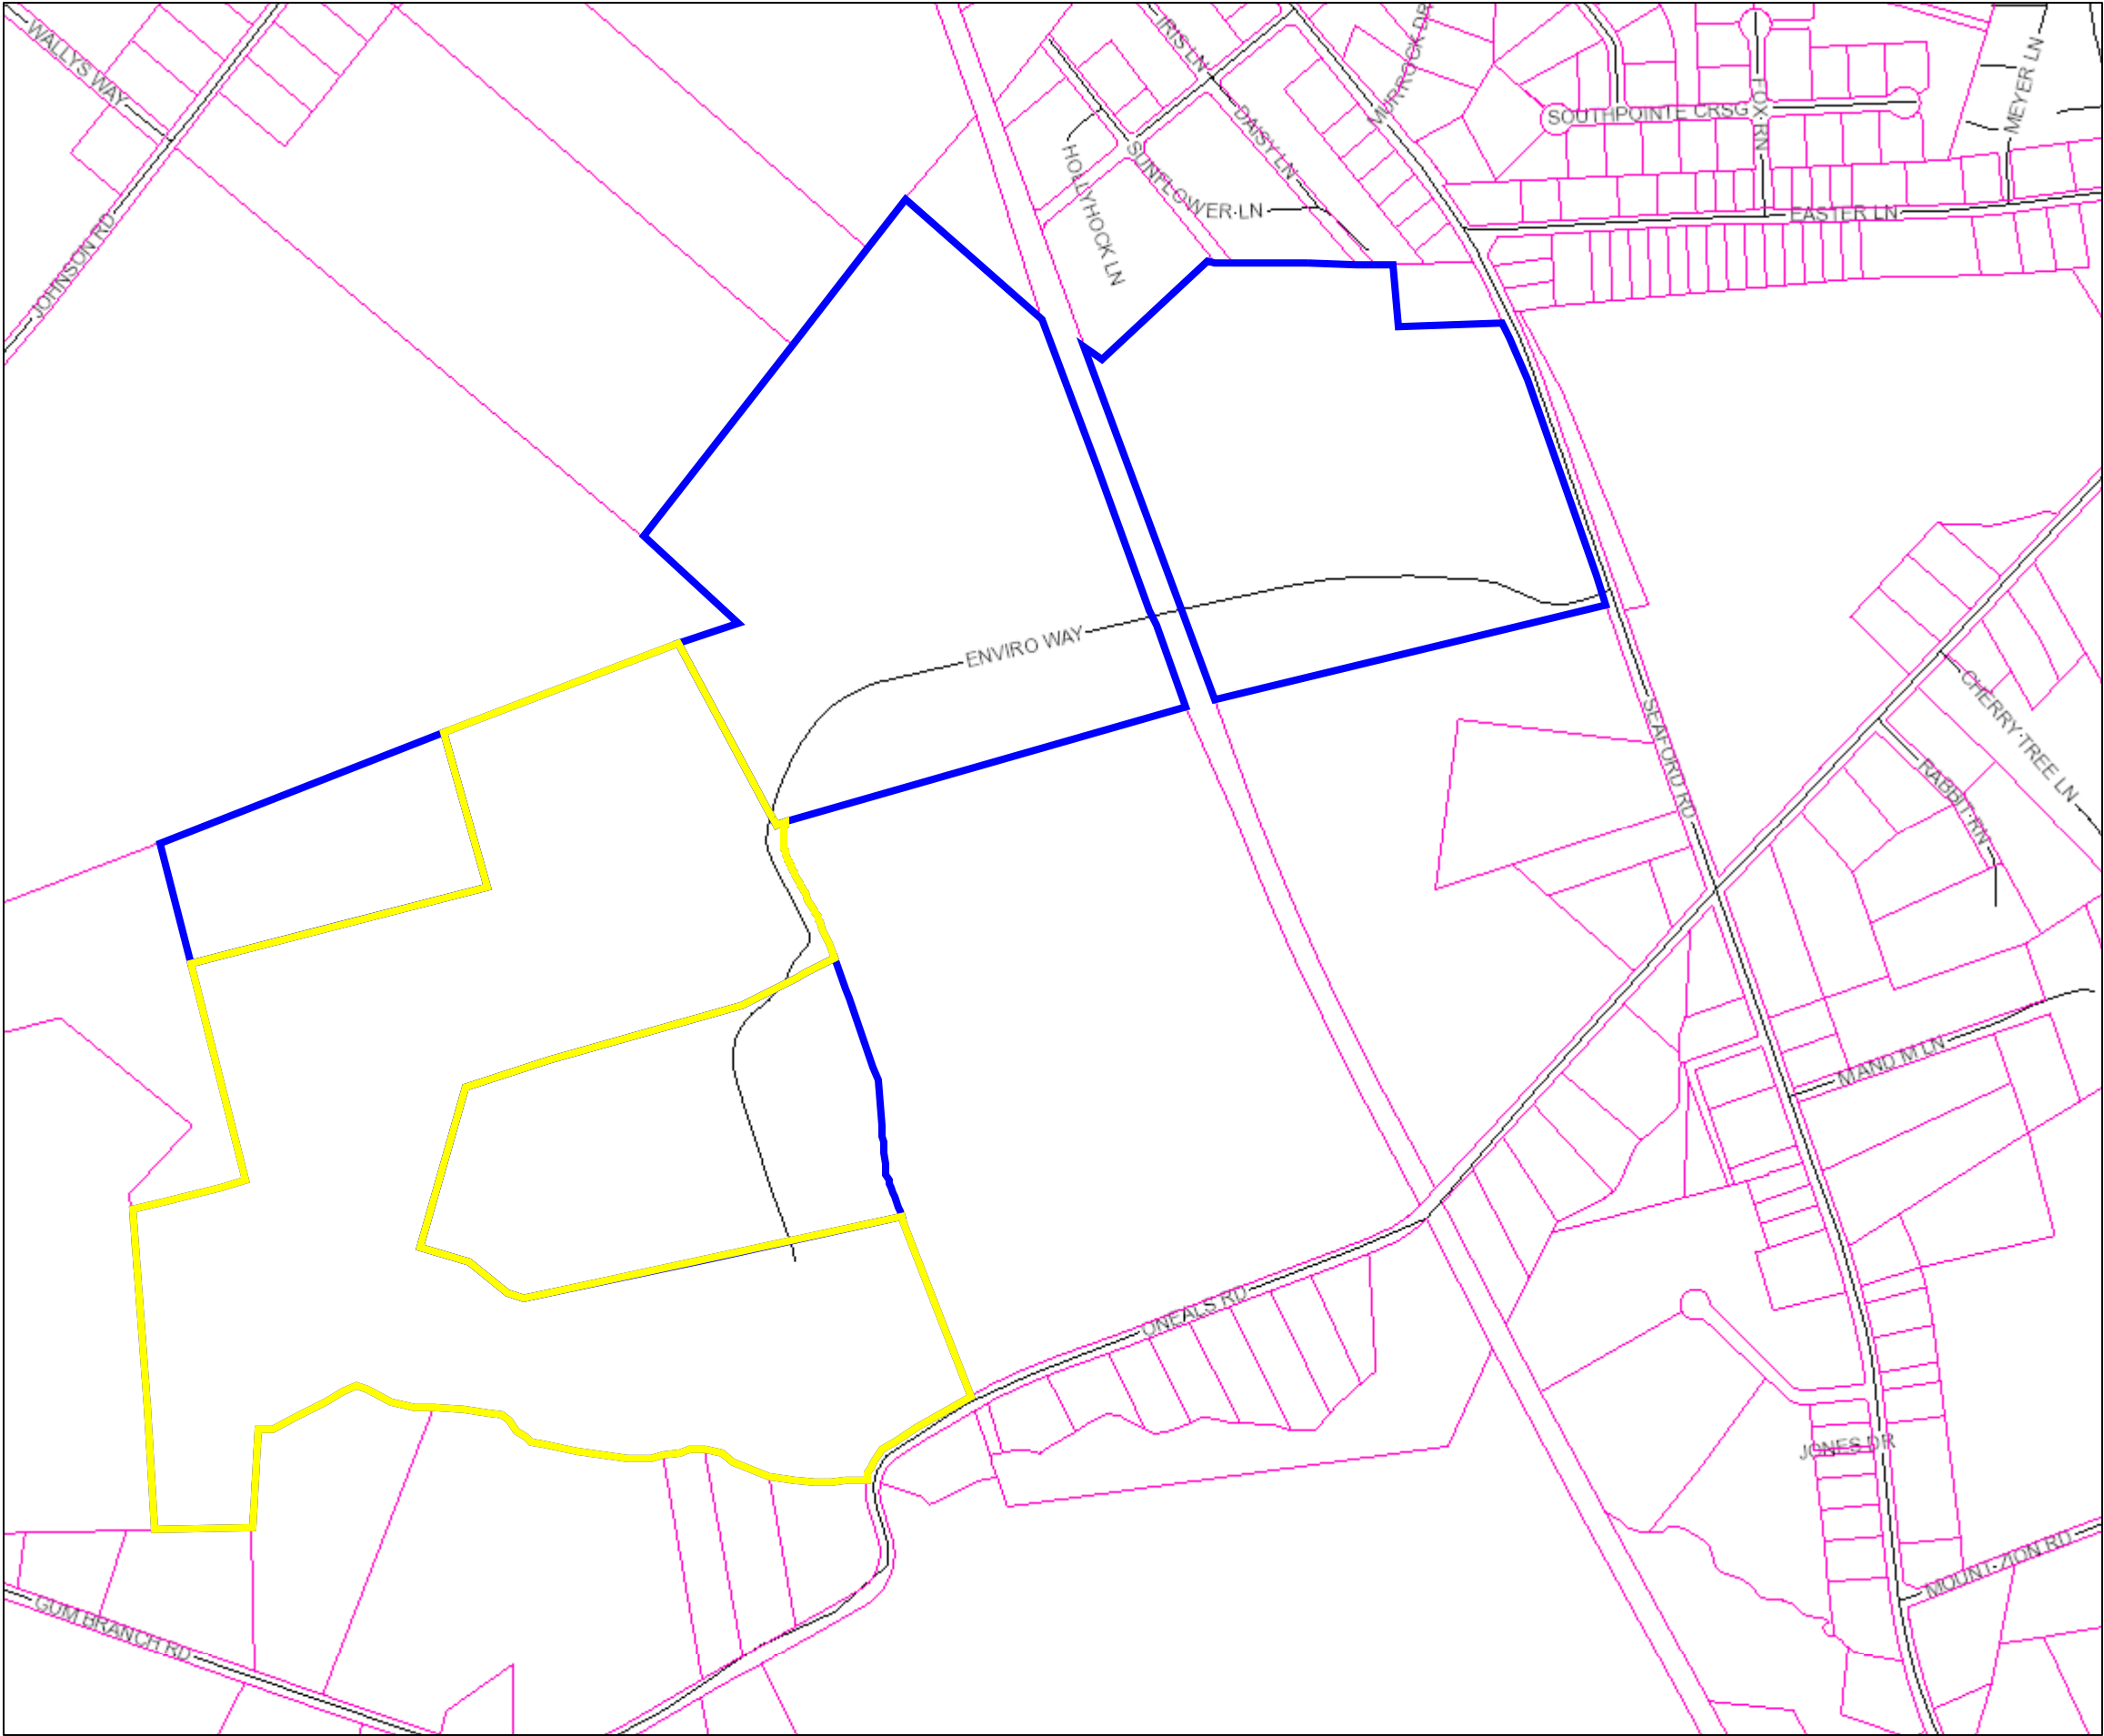 WALLYS WAY
IRIS LN
MURROCK DR
DAISY LN
SOUTHPOINTE CRSG
FOX RN
MEYER LN
HOLLYHOCK LN
SUNFLOWER LN
EASTER LN
JOHNSON RD
ENVIRO WAY
SEAFORD RD
CHERRY TREE LN
RABBIT RN
M AND M LN
ONEALS RD
JONES DR
MOUNT ZION RD
GUM BRANCH RD